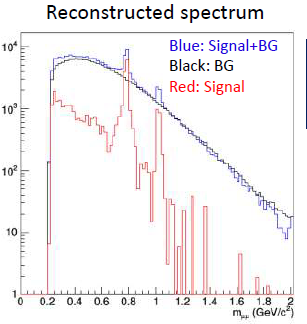 Reconstructed spectrum
Blue: Signal+BG
Black: BG
Red: Signal
10⁴
10³
10²
10
1
0 0.2 0.4 0.6 0.8 1 1.2 1.4 1.6 1.8 2
mμμ [GeV/c²]